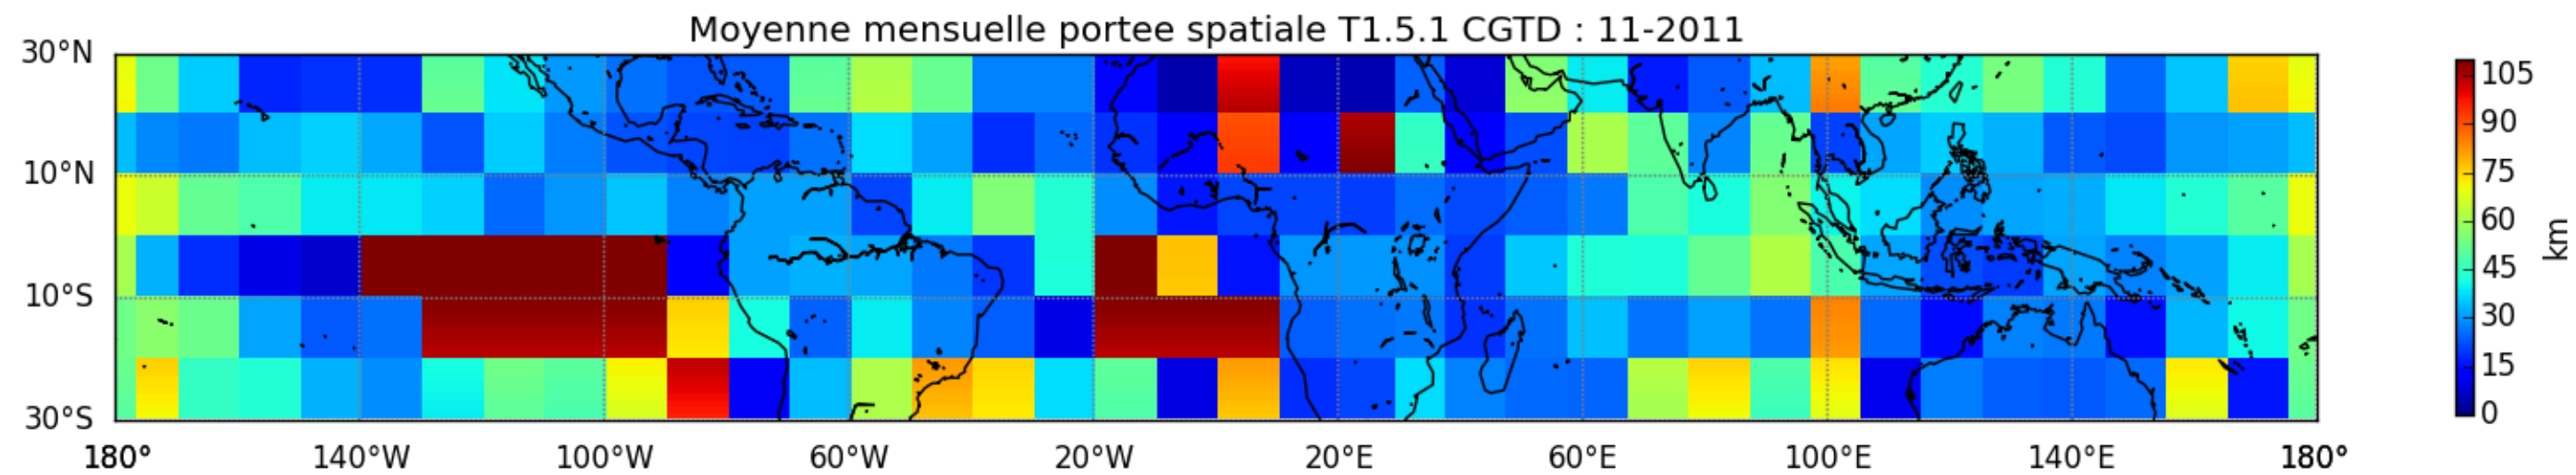 Moyenne mensuelle portee spatiale T1.5.1 CGTD : 11-2011
30°N
10°N
10°S
30°S
180° 140°W 100°W 60°W 20°W 20°E 60°E 100°E 140°E 180°
105
90
75
60
45
30
15
0
km